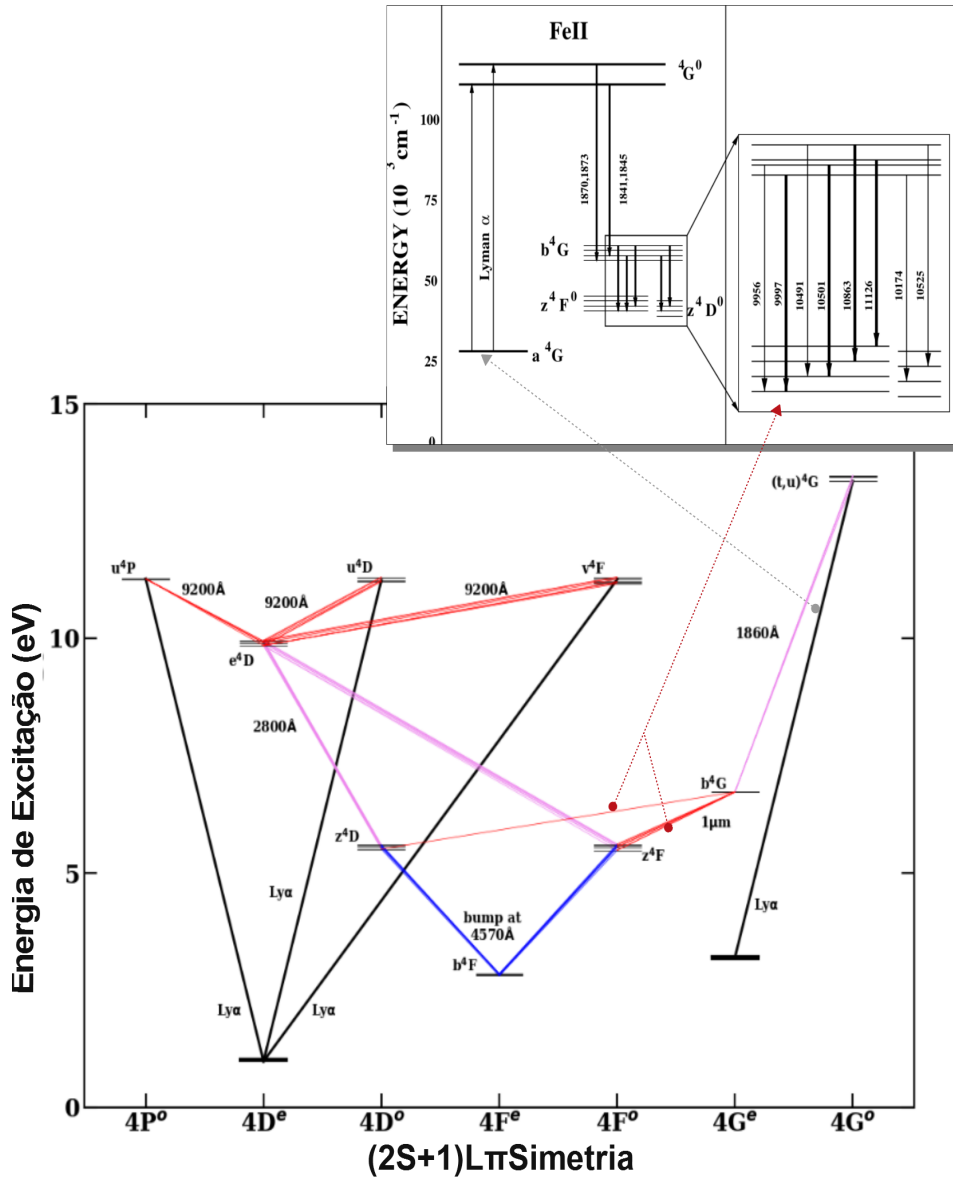 FeII
⁴G⁰
100
75
50
25
0
ENERGY (10⁻³ cm⁻¹)
Lyman α
1870,1873
1841,1845
b⁴G
z⁴F⁰
z⁴D⁰
a ⁴G
9956
9997
10491
10501
10863
11126
10174
10525
15
10
5
0
Energia de Excitação (eV)
(t,u)⁴G
u⁴P
u⁴D
v⁴F
9200Å
9200Å
9200Å
e⁴D
1860Å
2800Å
b⁴G
1μm
z⁴D
z⁴F
Lyα
Lyα
bump at
4570Å
b⁴F
Lyα
Lyα
4Pᵒ
4Dᵉ
4Dᵒ
4Fᵉ
4Fᵒ
4Gᵉ
4Gᵒ
(2S+1)LπSimetria